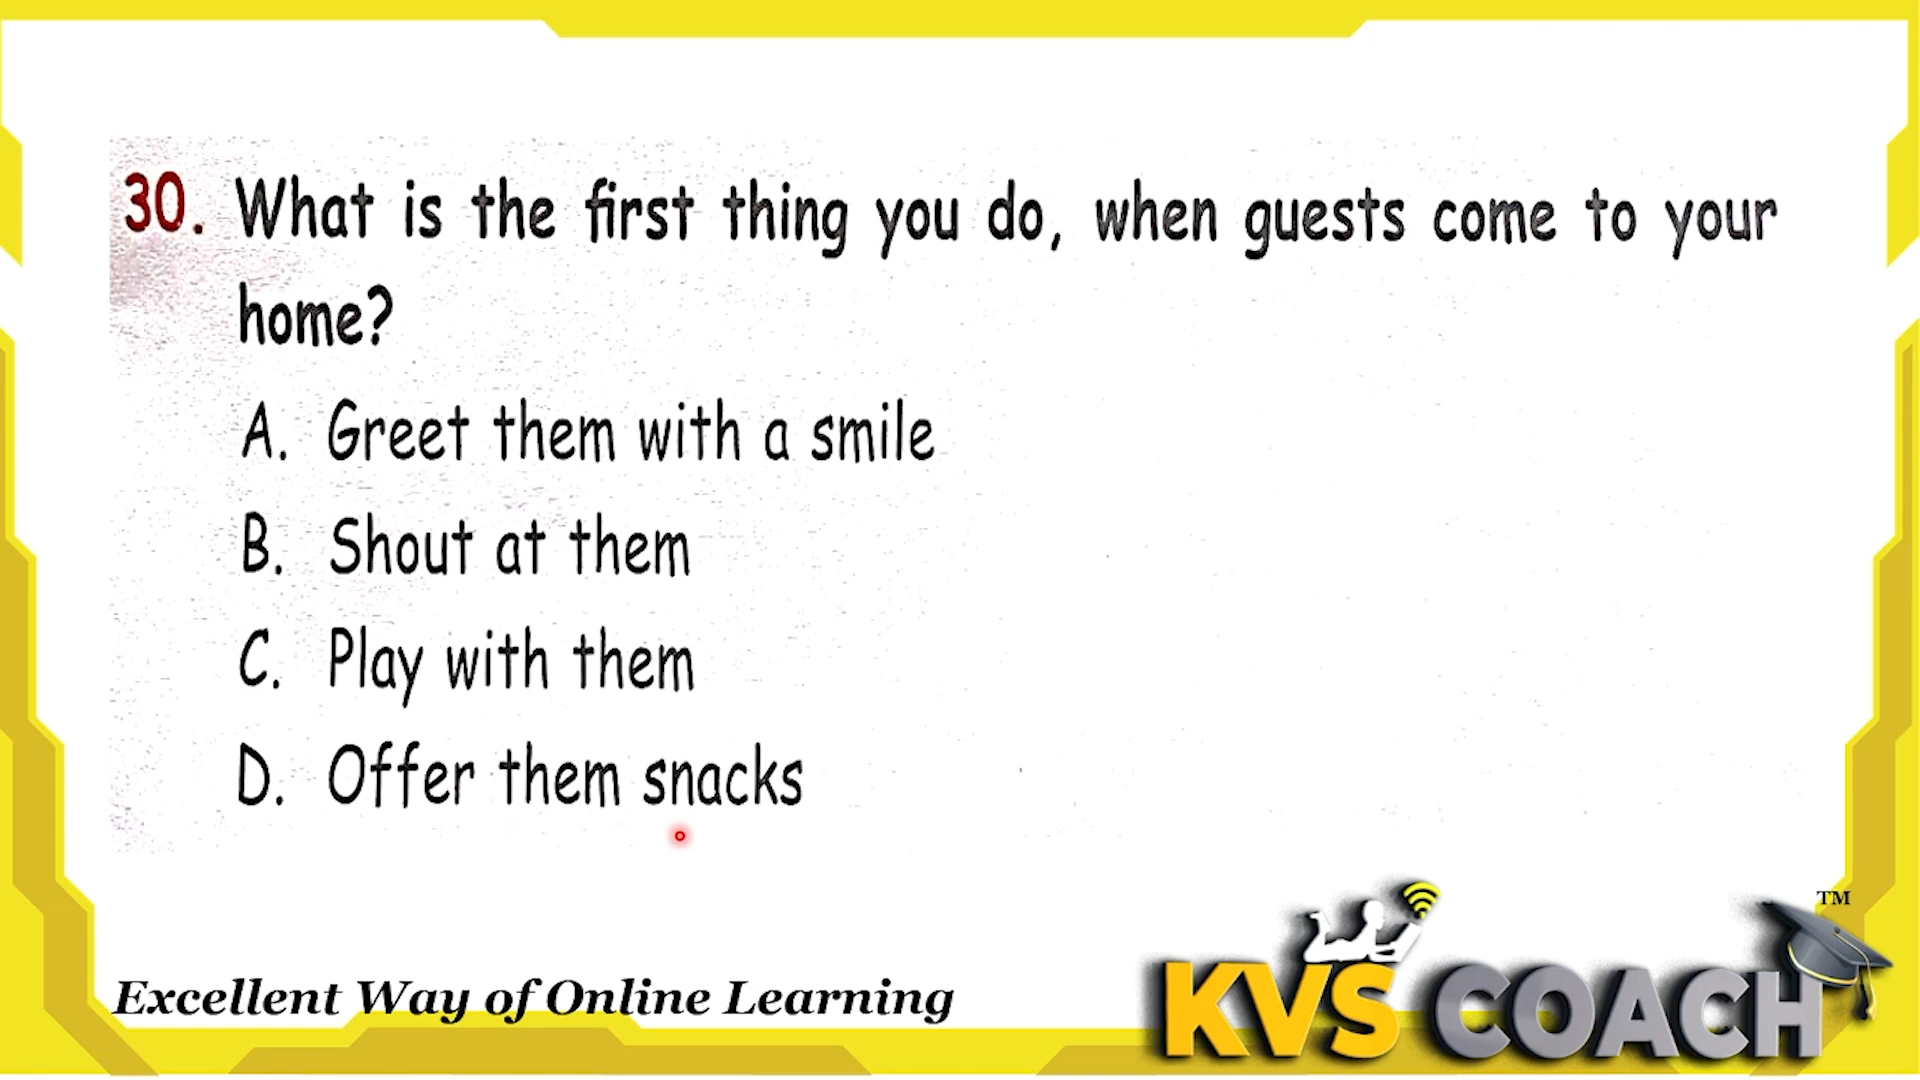 30. What is the first thing you do, when guests come to your
home?
A. Greet them with a smile
B. Shout at them
C. Play with them
D. Offer them snacks
Excellent Way of Online Learning
KVS COACH
TM